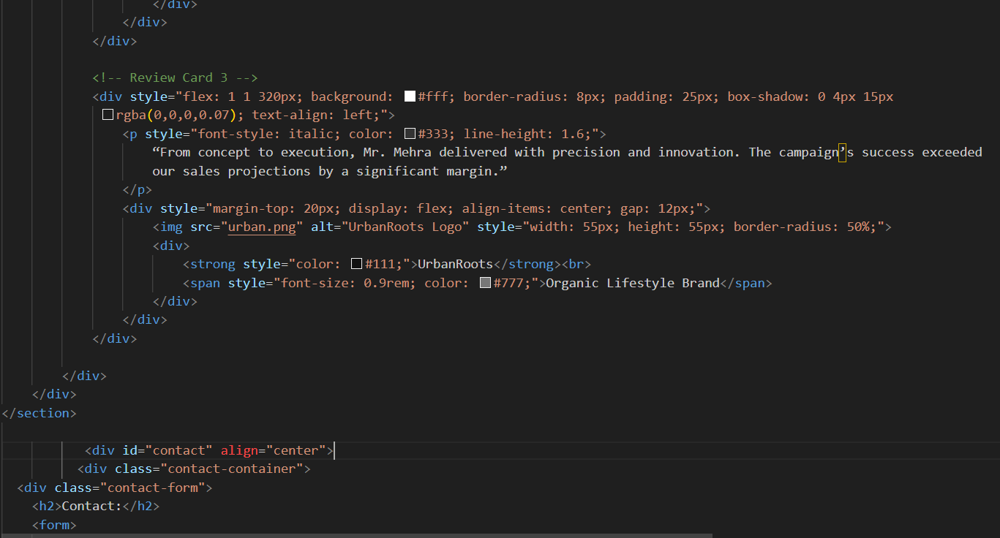 </div>
</div>
</div>
<!-- Review Card 3 -->
<div style="flex: 1 1 320px; background: #fff; border-radius: 8px; padding: 25px; box-shadow: 0 4px 15px
rgba(0,0,0,0.07); text-align: left;">
<p style="font-style: italic; color: #333; line-height: 1.6;">
“From concept to execution, Mr. Mehra delivered with precision and innovation. The campaign’s success exceeded
our sales projections by a significant margin.”
</p>
<div style="margin-top: 20px; display: flex; align-items: center; gap: 12px;">
<img src="urban.png" alt="UrbanRoots Logo" style="width: 55px; height: 55px; border-radius: 50%;">
<div>
<strong style="color: #111;">UrbanRoots</strong><br>
<span style="font-size: 0.9rem; color: #777;">Organic Lifestyle Brand</span>
</div>
</div>
</div>
</div>
</div>
</section>
<div id="contact" align="center">
<div class="contact-container">
<div class="contact-form">
<h2>Contact:</h2>
<form>